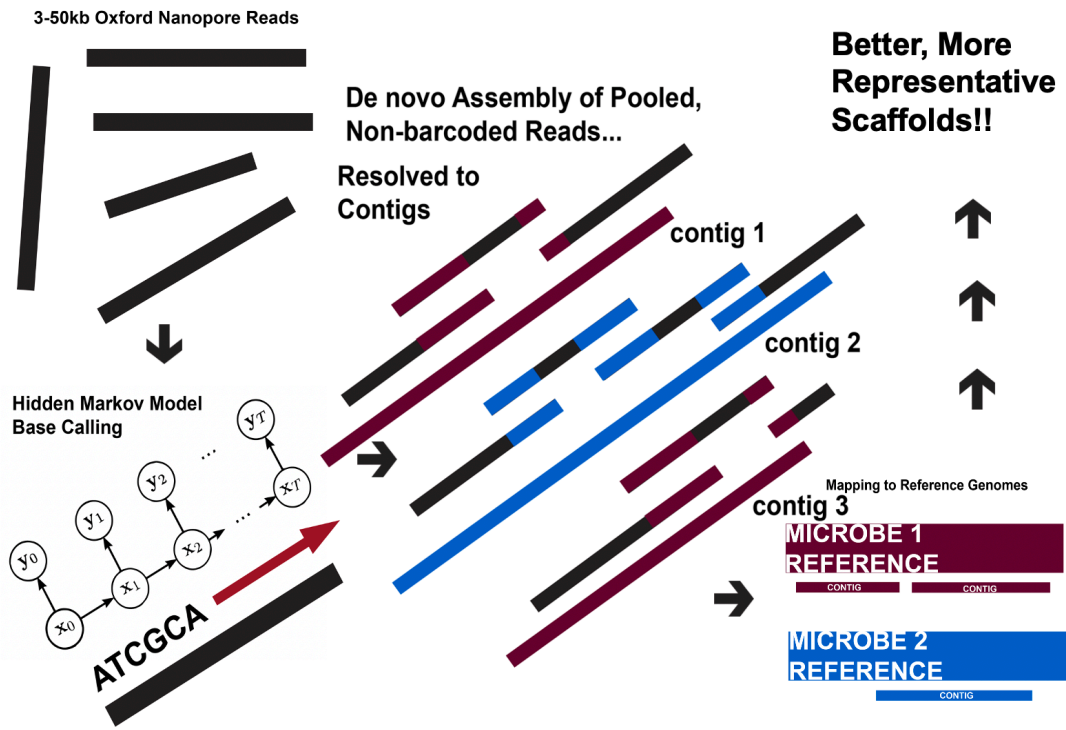 3-50kb Oxford Nanopore Reads
Better, More
Representative
Scaffolds!!
De novo Assembly of Pooled,
Non-barcoded Reads...
Resolved to
Contigs
contig 1
contig 2
contig 3
Hidden Markov Model
Base Calling
y0
y1
y2
...
yT
x0
x1
x2
...
xT
ATCGCA
Mapping to Reference Genomes
MICROBE 1
REFERENCE
CONTIG
CONTIG
MICROBE 2
REFERENCE
CONTIG